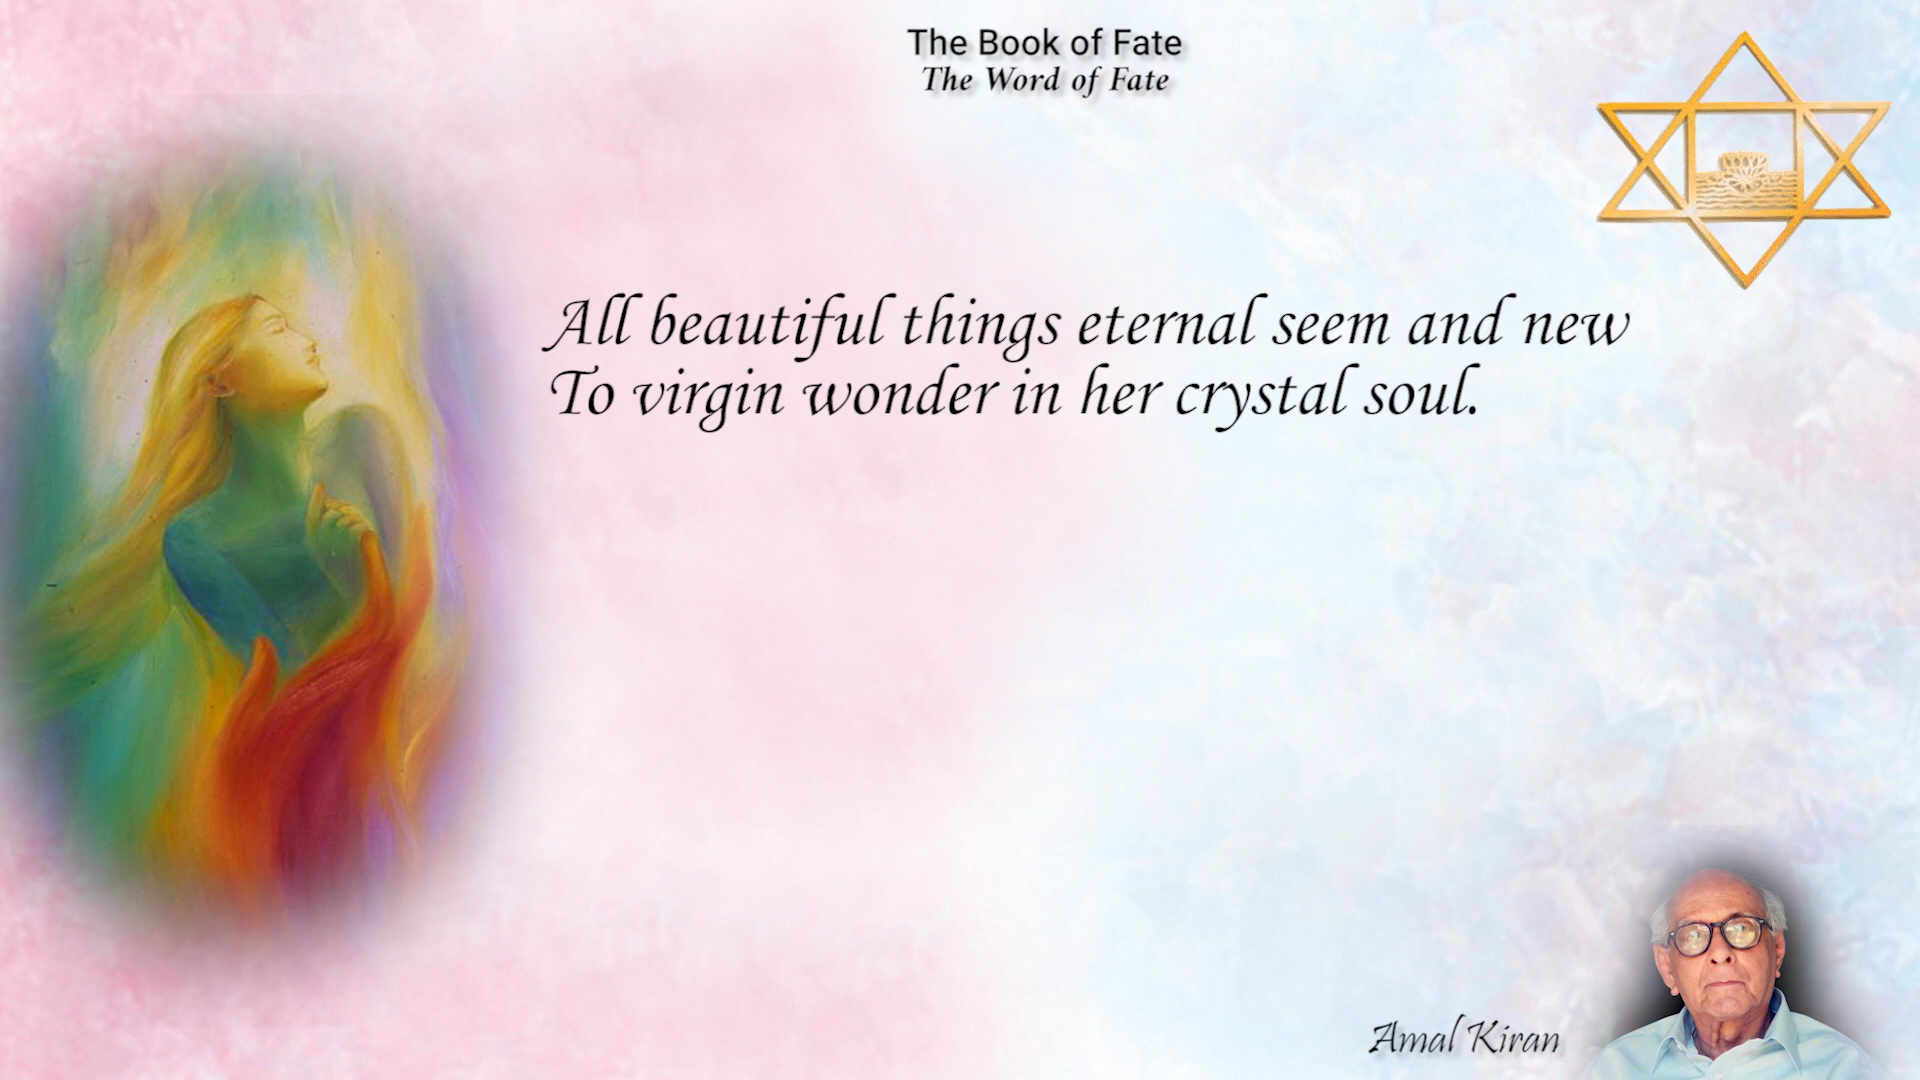 The Book of Fate
The Word of Fate
All beautiful things eternal seem and new
To virgin wonder in her crystal soul.
Amal Kiran